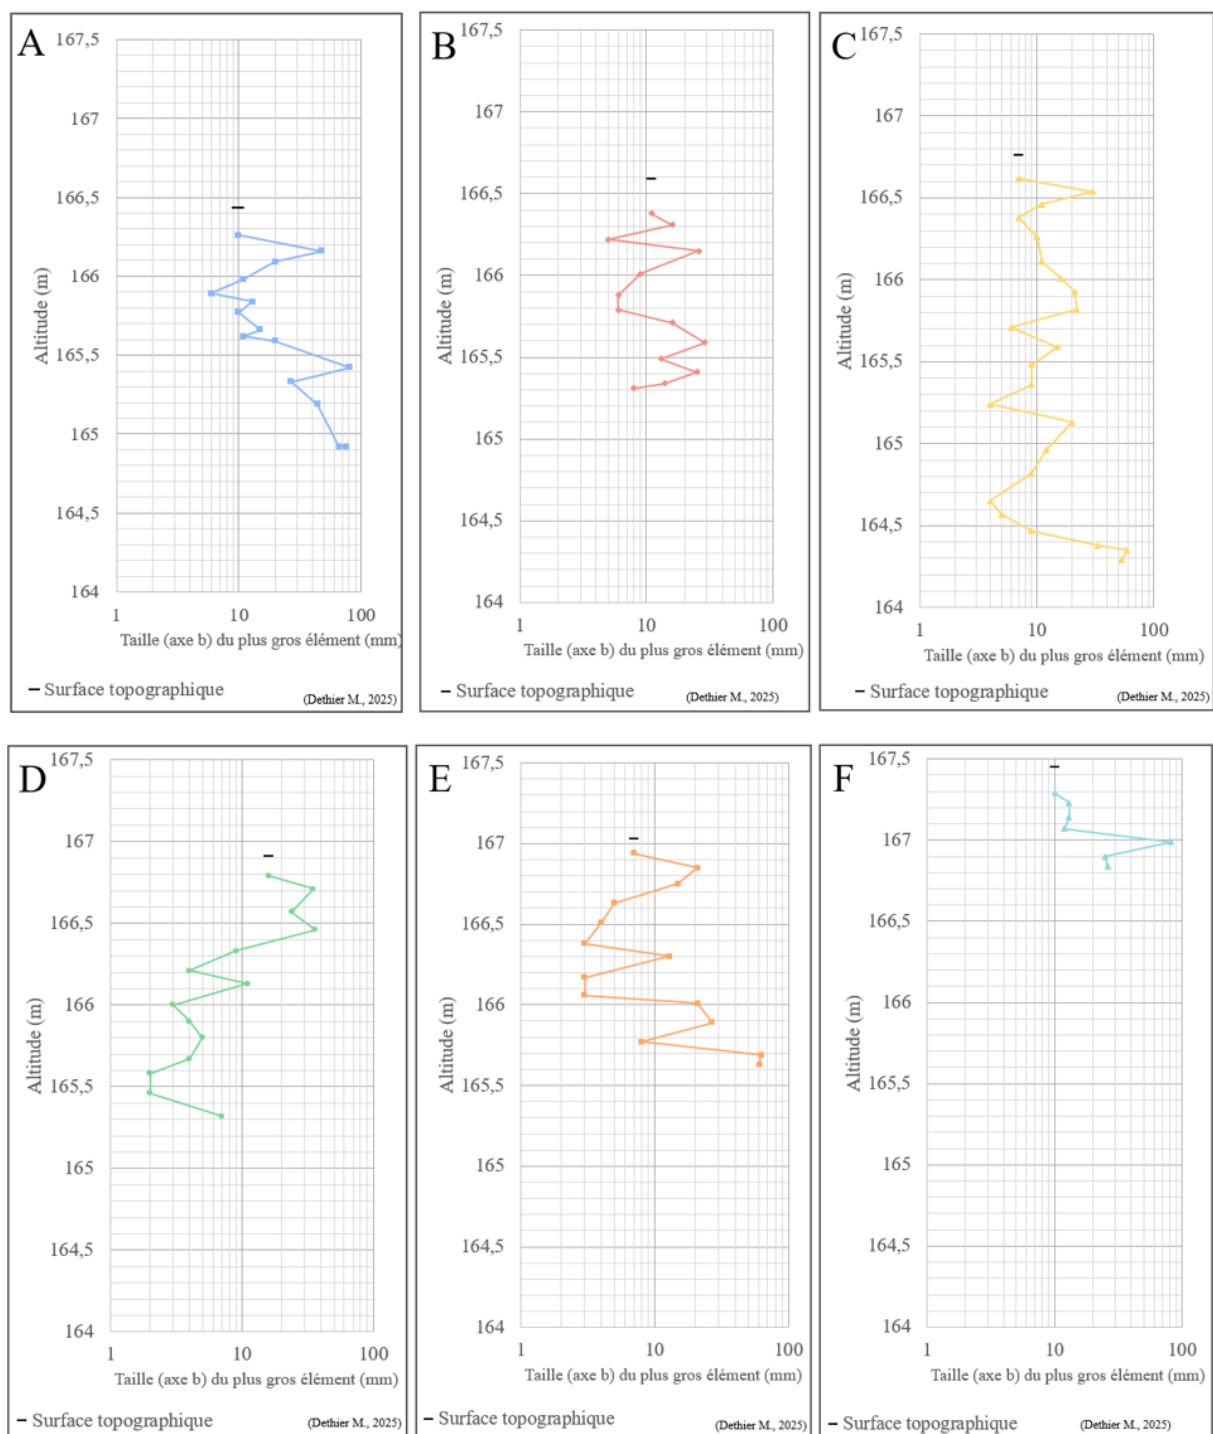 A
167,5
167
166,5
166
165,5
165
164,5
164
Altitude (m)
1 10 100
Taille (axe b) du plus gros élément (mm)
– Surface topographique
(Dethier M., 2025)
B
167,5
167
166,5
166
165,5
165
164,5
164
Altitude (m)
1 10 100
Taille (axe b) du plus gros élément (mm)
– Surface topographique
(Dethier M., 2025)
C
167,5
167
166,5
166
165,5
165
164,5
164
Altitude (m)
1 10 100
Taille (axe b) du plus gros élément (mm)
– Surface topographique
(Dethier M., 2025)
D
167,5
167
166,5
166
165,5
165
164,5
164
Altitude (m)
1 10 100
Taille (axe b) du plus gros élément (mm)
– Surface topographique
(Dethier M., 2025)
E
167,5
167
166,5
166
165,5
165
164,5
164
Altitude (m)
1 10 100
Taille (axe b) du plus gros élément (mm)
– Surface topographique
(Dethier M., 2025)
F
167,5
167
166,5
166
165,5
165
164,5
164
Altitude (m)
1 10 100
Taille (axe b) du plus gros élément (mm)
– Surface topographique
(Dethier M., 2025)